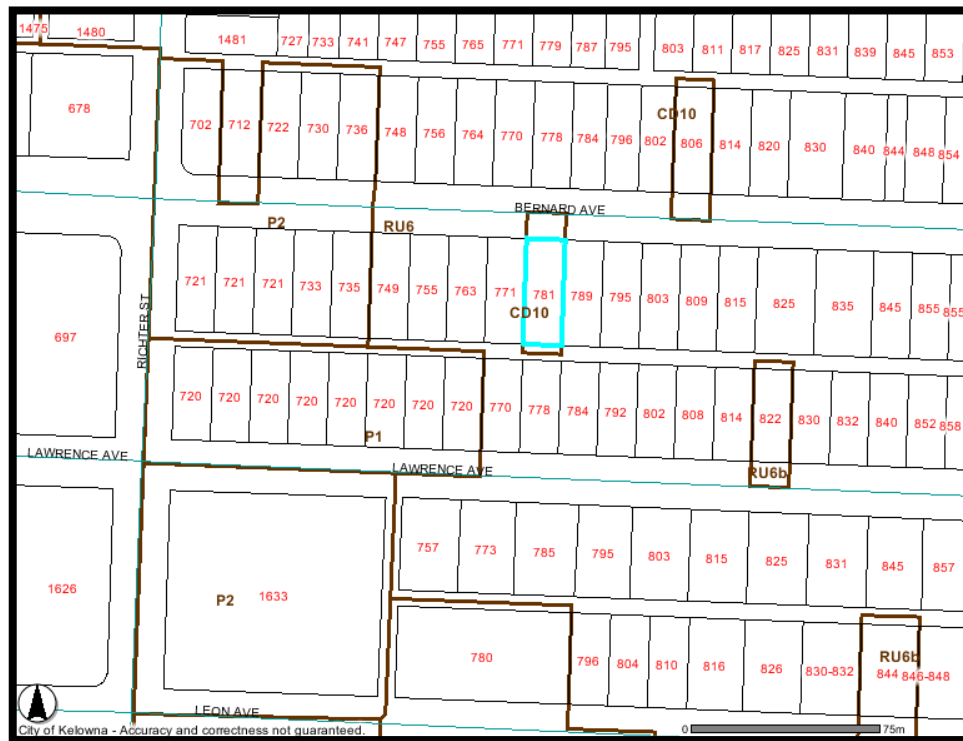 1475 1480 1481 727 733 741 747 755 765 771 779 787 795 803 811 817 825 831 839 845 853
678
CD10
702 712 722 730 736 748 756 764 770 778 784 796 802 806 814 820 830 840 844 848 854
BERNARD AVE
P2 RU6
721 721 721 733 735 749 755 763 771 781 789 795 803 809 815 825 835 845 855 855
CD10
697
RICHTER ST
720 720 720 720 720 720 720 720 770 778 784 792 802 808 814 822 830 832 840 852 858
P1
LAWRENCE AVE LAWRENCE AVE
RU6b
757 773 785 795 803 815 825 831 845 857
1626 P2 1633
780 796 804 810 816 826 830-832 844 846-848
RU6b
LEON AVE
City of Kelowna - Accuracy and correctness not guaranteed. 0 75m